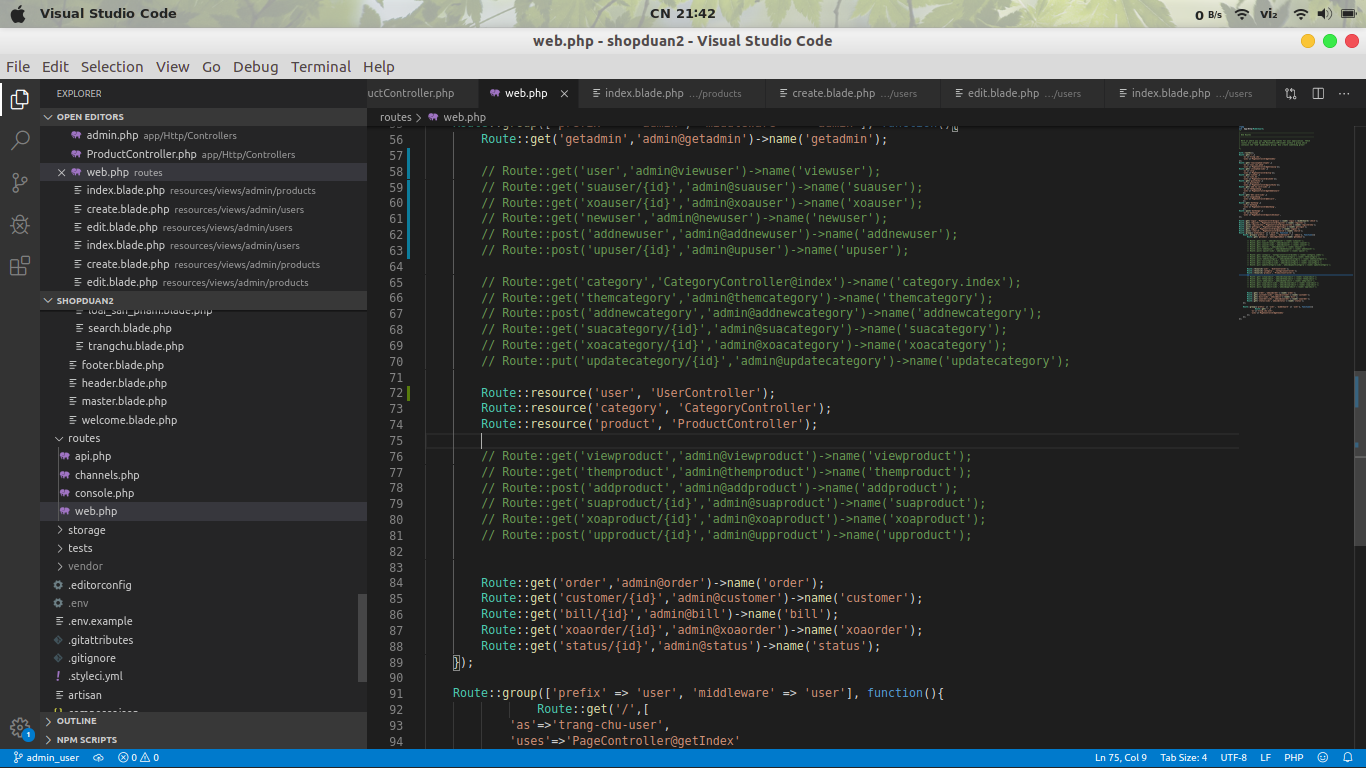 Visual Studio Code
CN 21:42
0 B/s
vi₂
web.php - shopduan2 - Visual Studio Code
File Edit Selection View Go Debug Terminal Help
EXPLORER
OPEN EDITORS
admin.php app/Http/Controllers
ProductController.php app/Http/Controllers
web.php routes
index.blade.php resources/views/admin/products
create.blade.php resources/views/admin/users
edit.blade.php resources/views/admin/users
index.blade.php resources/views/admin/users
create.blade.php resources/views/admin/products
edit.blade.php resources/views/admin/products
SHOPDUAN2
loai_san_pham.blade.php
search.blade.php
trangchu.blade.php
footer.blade.php
header.blade.php
master.blade.php
welcome.blade.php
routes
api.php
channels.php
console.php
web.php
storage
tests
vendor
.editorconfig
.env
.env.example
.gitattributes
.gitignore
.styleci.yml
artisan
OUTLINE
NPM SCRIPTS
uctController.php
web.php
index.blade.php .../products
create.blade.php .../users
edit.blade.php .../users
index.blade.php .../users
routes > web.php
55 Route::group(['prefix' => 'admin', 'middleware' => 'admin'], function(){
56 Route::get('getadmin','admin@getadmin')->name('getadmin');
57
58 // Route::get('user','admin@viewuser')->name('viewuser');
59 // Route::get('suauser/{id}','admin@suauser')->name('suauser');
60 // Route::get('xoauser/{id}','admin@xoauser')->name('xoauser');
61 // Route::get('newuser','admin@newuser')->name('newuser');
62 // Route::post('addnewuser','admin@addnewuser')->name('addnewuser');
63 // Route::post('upuser/{id}','admin@upuser')->name('upuser');
64
65 // Route::get('category','CategoryController@index')->name('category.index');
66 // Route::get('themcategory','admin@themcategory')->name('themcategory');
67 // Route::post('addnewcategory','admin@addnewcategory')->name('addnewcategory');
68 // Route::get('suacategory/{id}','admin@suacategory')->name('suacategory');
69 // Route::get('xoacategory/{id}','admin@xoacategory')->name('xoacategory');
70 // Route::put('updatecategory/{id}','admin@updatecategory')->name('updatecategory');
71
72 Route::resource('user', 'UserController');
73 Route::resource('category', 'CategoryController');
74 Route::resource('product', 'ProductController');
75
76 // Route::get('viewproduct','admin@viewproduct')->name('viewproduct');
77 // Route::get('themproduct','admin@themproduct')->name('themproduct');
78 // Route::post('addproduct','admin@addproduct')->name('addproduct');
79 // Route::get('suaproduct/{id}','admin@suaproduct')->name('suaproduct');
80 // Route::get('xoaproduct/{id}','admin@xoaproduct')->name('xoaproduct');
81 // Route::post('upproduct/{id}','admin@upproduct')->name('upproduct');
82
83
84 Route::get('order','admin@order')->name('order');
85 Route::get('customer/{id}','admin@customer')->name('customer');
86 Route::get('bill/{id}','admin@bill')->name('bill');
87 Route::get('xoaorder/{id}','admin@xoaorder')->name('xoaorder');
88 Route::get('status/{id}','admin@status')->name('status');
89 });
90
91 Route::group(['prefix' => 'user', 'middleware' => 'user'], function(){
92 Route::get('/',[
93 'as'=>'trang-chu-user',
94 'uses'=>'PageController@getIndex'
1
admin_user
0 0
Ln 75, Col 9 Tab Size: 4 UTF-8 LF PHP